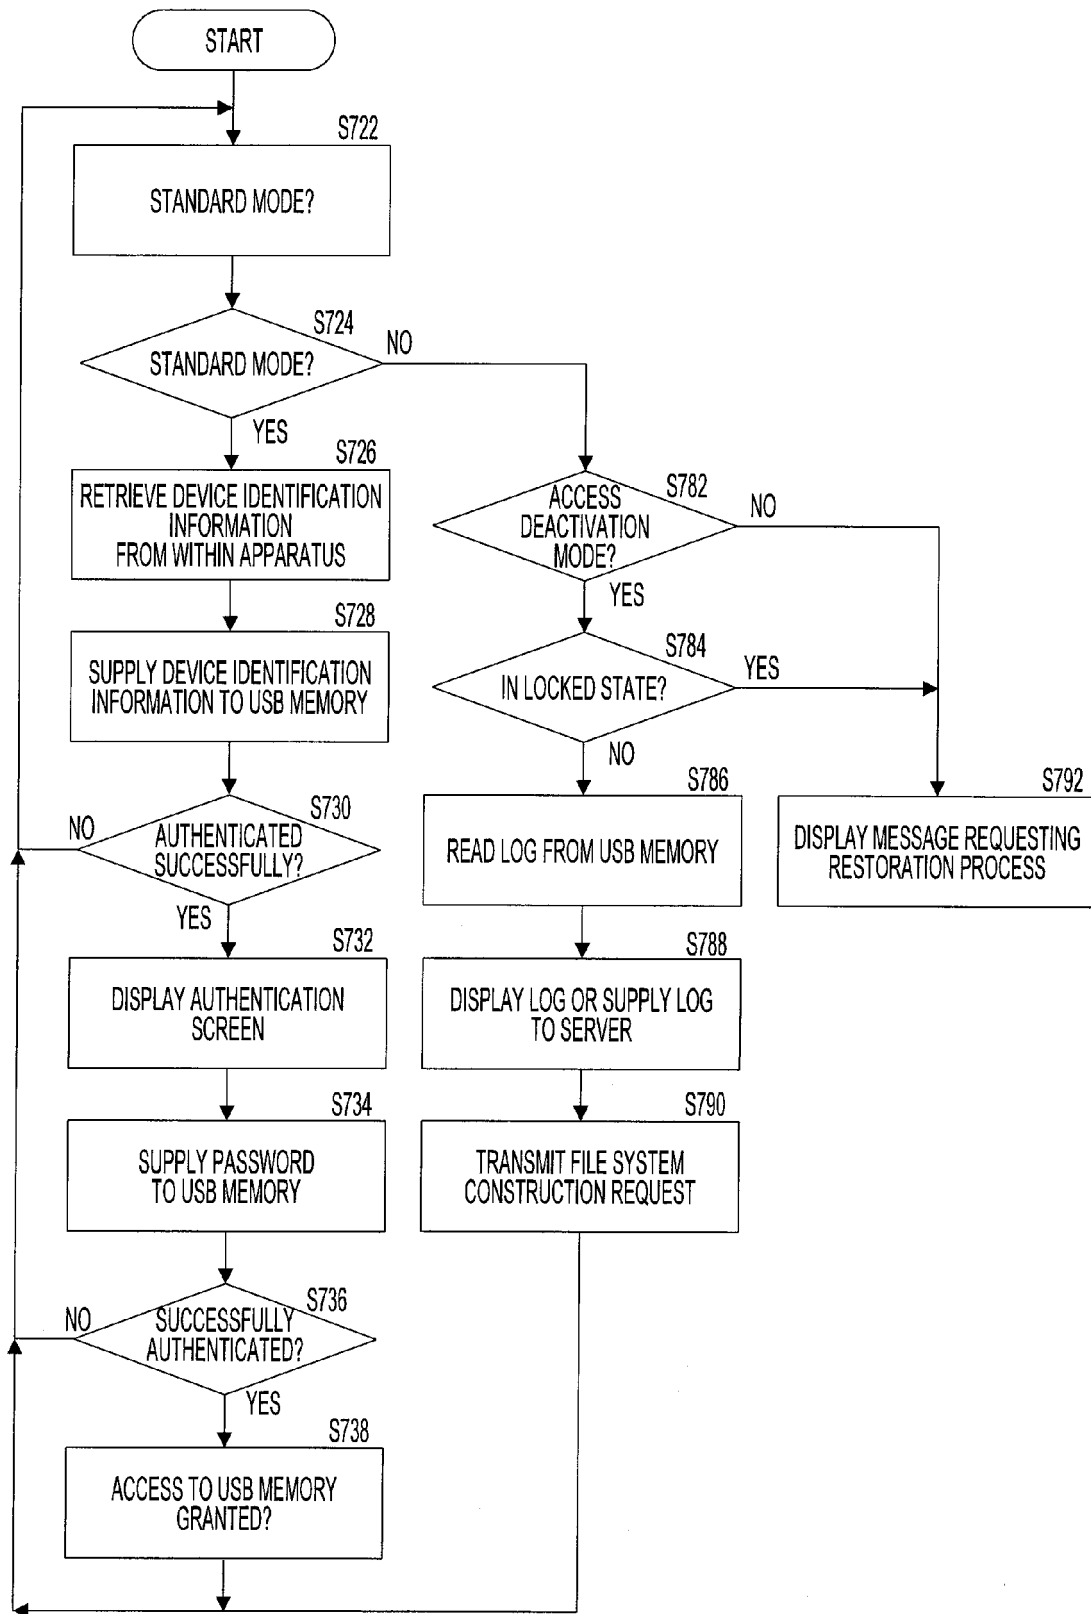 START
S722
STANDARD MODE?
S724
STANDARD MODE?
NO
YES
S726
RETRIEVE DEVICE IDENTIFICATION
INFORMATION
FROM WITHIN APPARATUS
S728
SUPPLY DEVICE IDENTIFICATION
INFORMATION TO USB MEMORY
S730
NO
AUTHENTICATED
SUCCESSFULLY?
YES
S732
DISPLAY AUTHENTICATION
SCREEN
S734
SUPPLY PASSWORD
TO USB MEMORY
S736
NO
SUCCESSFULLY
AUTHENTICATED?
YES
S738
ACCESS TO USB MEMORY
GRANTED?
S782
ACCESS
DEACTIVATION
MODE?
NO
YES
S784
IN LOCKED STATE?
YES
NO
S786
READ LOG FROM USB MEMORY
S788
DISPLAY LOG OR SUPPLY LOG
TO SERVER
S790
TRANSMIT FILE SYSTEM
CONSTRUCTION REQUEST
S792
DISPLAY MESSAGE REQUESTING
RESTORATION PROCESS